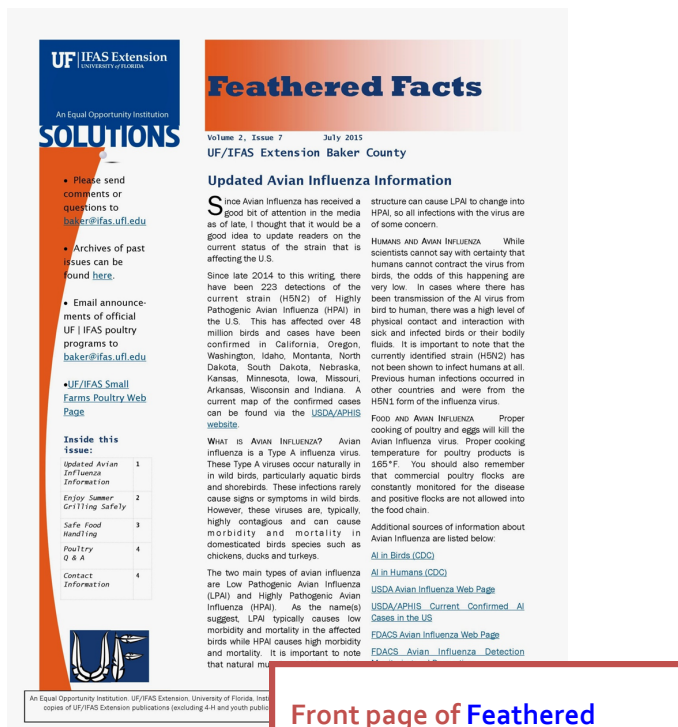 UF IFAS Extension
UNIVERSITY of FLORIDA
An Equal Opportunity Institution
SOLUTIONS
• Please send
comments or
questions to
baker@ifas.ufl.edu
• Archives of past
issues can be
found here.
• Email announce-
ments of official
UF | IFAS poultry
programs to
baker@ifas.ufl.edu
•UF/IFAS Small
Farms Poultry Web
Page
Inside this
issue:
Updated Avian 1
Influenza
Information
Enjoy Summer 2
Grilling Safely
Safe Food 3
Handling
Poultry 4
Q & A
Contact 4
Information
UF
Feathered Facts
Volume 2, Issue 7 July 2015
UF/IFAS Extension Baker County
Updated Avian Influenza Information
Since Avian Influenza has received a
good bit of attention in the media
as of late, I thought that it would be a
good idea to update readers on the
current status of the strain that is
affecting the U.S.
Since late 2014 to this writing, there
have been 223 detections of the
current strain (H5N2) of Highly
Pathogenic Avian Influenza (HPAI) in
the U.S. This has affected over 48
million birds and cases have been
confirmed in California, Oregon,
Washington, Idaho, Montanta, North
Dakota, South Dakota, Nebraska,
Kansas, Minnesota, Iowa, Missouri,
Arkansas, Wisconsin and Indiana. A
current map of the confirmed cases
can be found via the USDA/APHIS
website.
WHAT IS AVIAN INFLUENZA? Avian
influenza is a Type A influenza virus.
These Type A viruses occur naturally in
in wild birds, particularly aquatic birds
and shorebirds. These infections rarely
cause signs or symptoms in wild birds.
However, these viruses are, typically,
highly contagious and can cause
morbidity and mortality in
domesticated birds species such as
chickens, ducks and turkeys.
The two main types of avian influenza
are Low Pathogenic Avian Influenza
(LPAI) and Highly Pathogenic Avian
Influenza (HPAI). As the name(s)
suggest, LPAI typically causes low
morbidity and mortality in the affected
birds while HPAI causes high morbidity
and mortality. It is important to note
that natural
structure can cause LPAI to change into
HPAI, so all infections with the virus are
of some concern.
HUMANS AND AVIAN INFLUENZA While
scientists cannot say with certainty that
humans cannot contract the virus from
birds, the odds of this happening are
very low. In cases where there has
been transmission of the AI virus from
bird to human, there was a high level of
physical contact and interaction with
sick and infected birds or their bodily
fluids. It is important to note that the
currently identified strain (H5N2) has
not been shown to infect humans at all.
Previous human infections occurred in
other countries and were from the
H5N1 form of the influenza virus.
FOOD AND AVIAN INFLUENZA Proper
cooking of poultry and eggs will kill the
Avian Influenza virus. Proper cooking
temperature for poultry products is
165°F. You should also remember
that commercial poultry flocks are
constantly monitored for the disease
and positive flocks are not allowed into
the food chain.
Additional sources of information about
Avian Influenza are listed below:
AI in Birds (CDC)
AI in Humans (CDC)
USDA Avian Influenza Web Page
USDA/APHIS Current Confirmed AI
Cases in the US
FDACS Avian Influenza Web Page
FDACS Avian Influenza Detection
An Equal Opportunity Institution. UF/IFAS Extension, University of Florida,
copies of UF/IFAS Extension publications (excluding 4-H and youth
Front page of Feathered